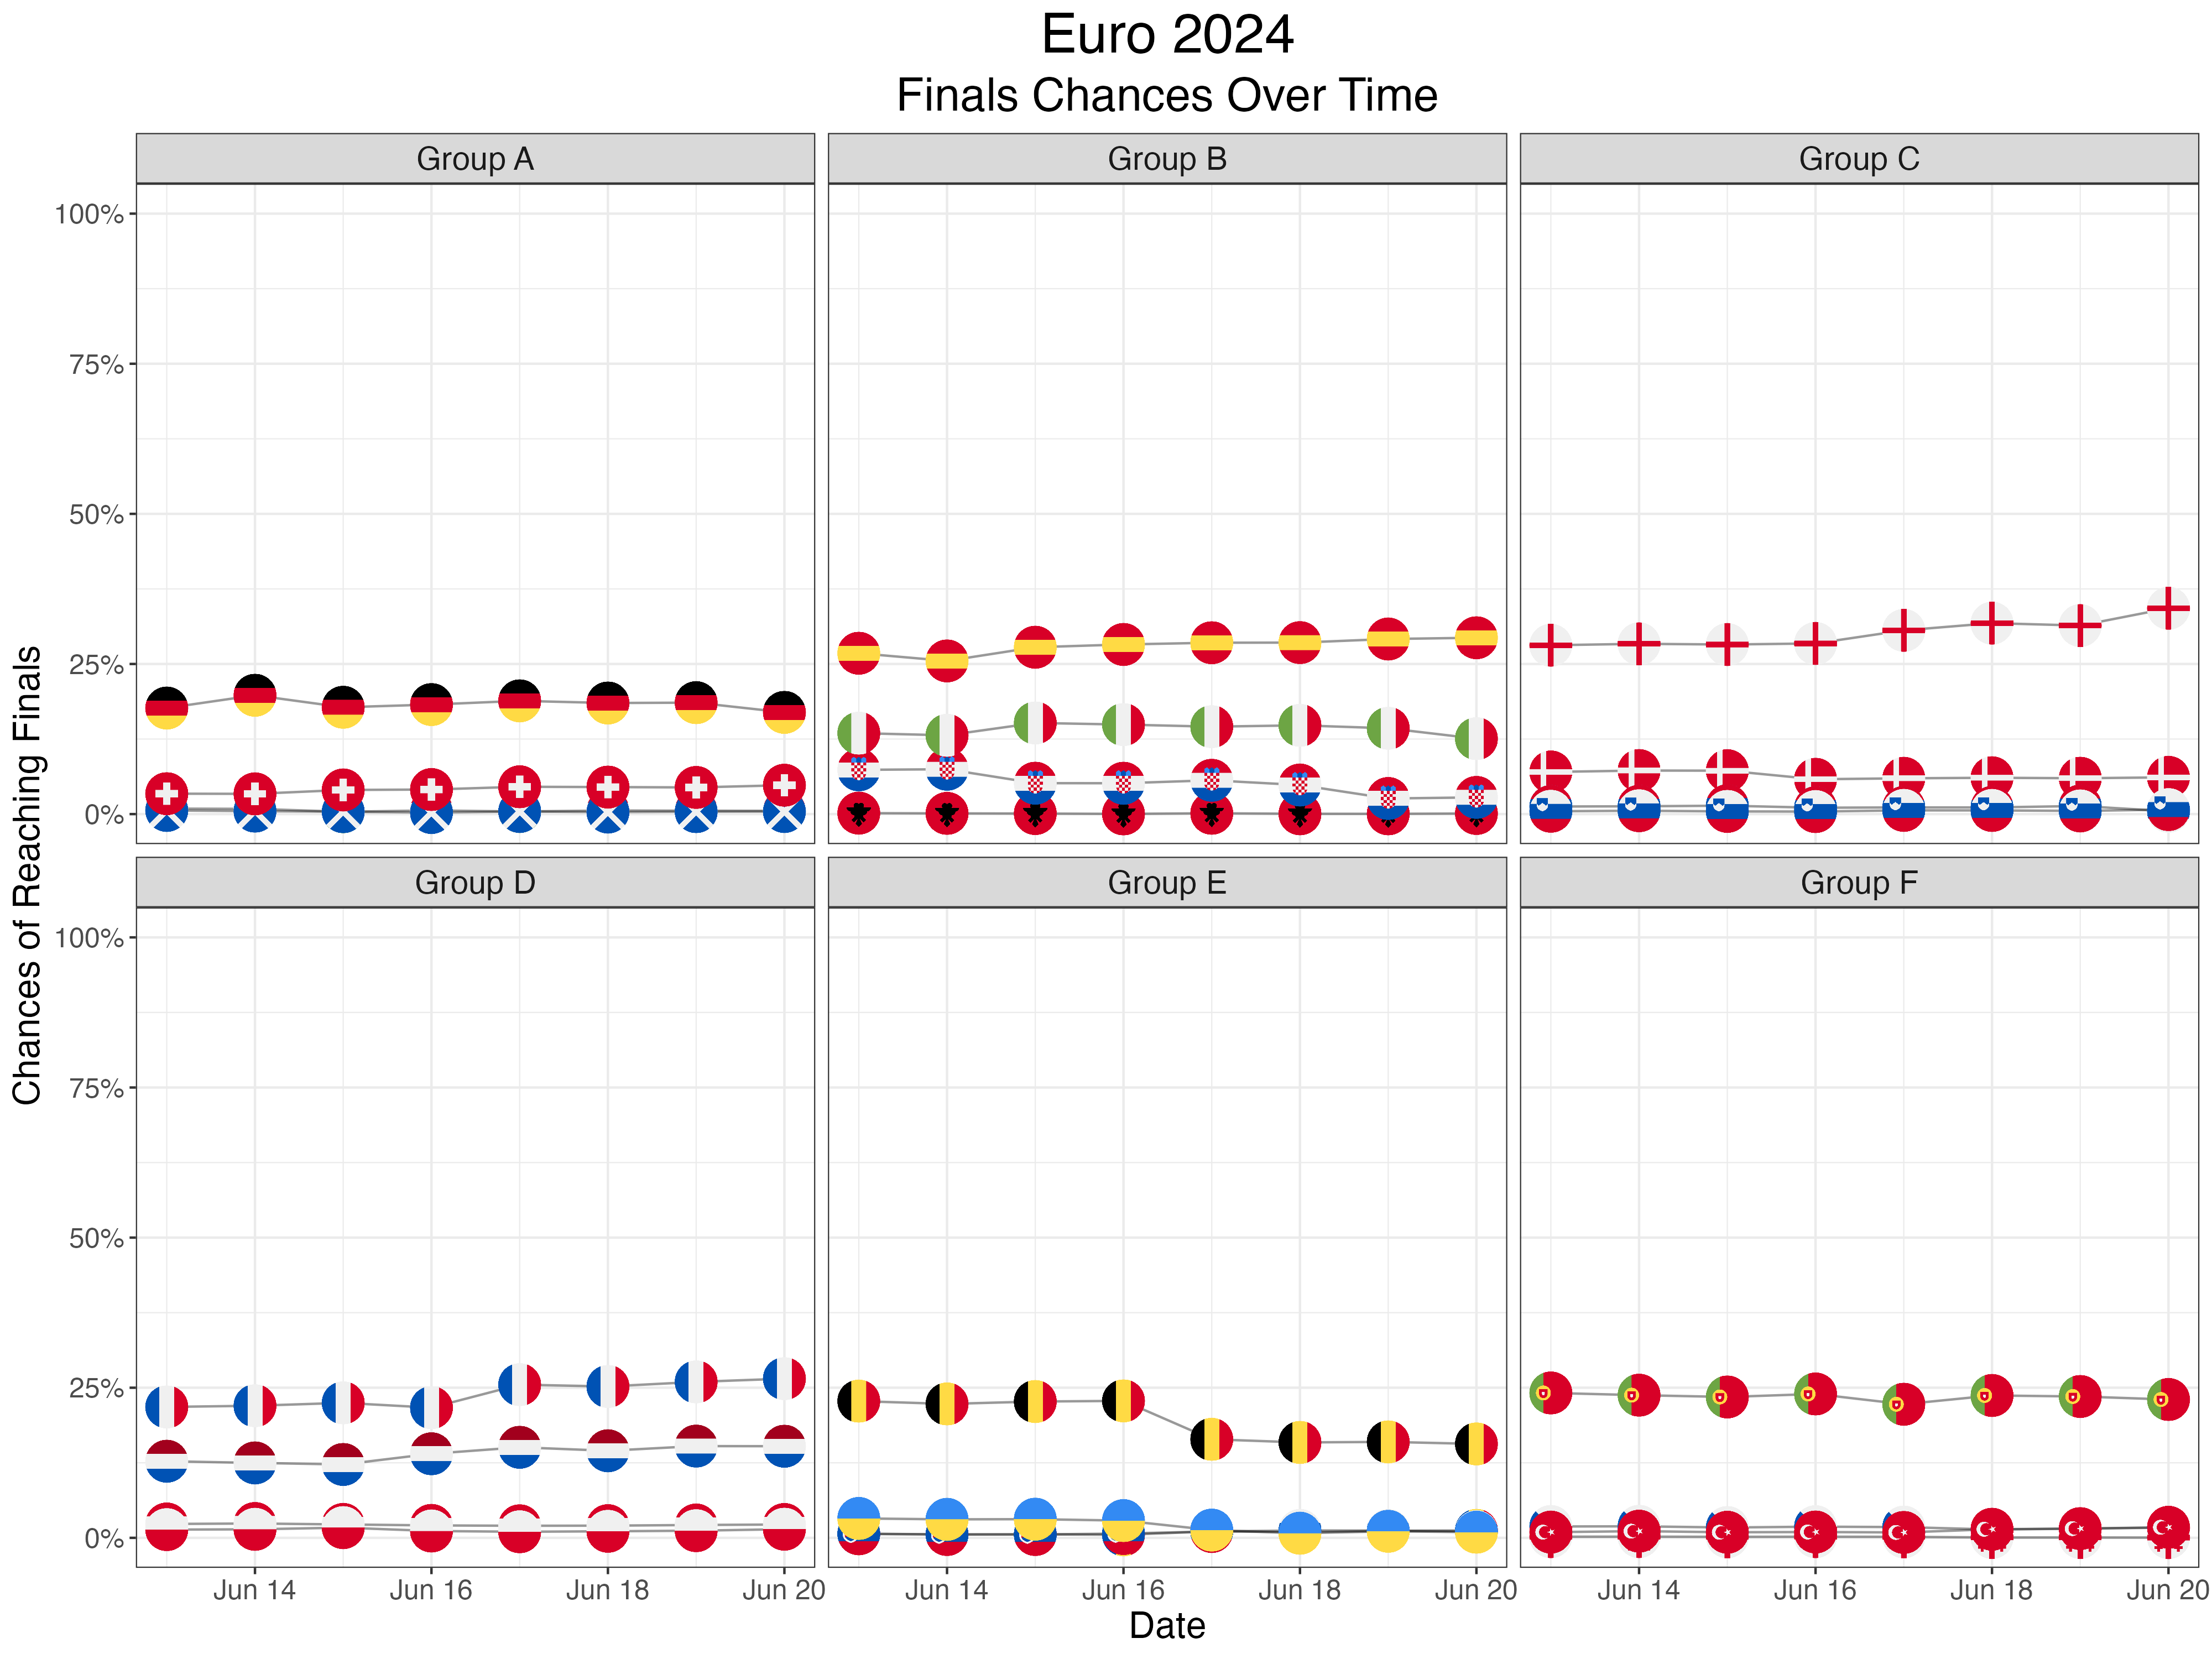 Euro 2024
Finals Chances Over Time
Group A
Group B
Group C
100%
75%
50%
25%
0%
Group D
Group E
Group F
100%
75%
50%
25%
0%
Jun 14
Jun 16
Jun 18
Jun 20
Jun 14
Jun 16
Jun 18
Jun 20
Jun 14
Jun 16
Jun 18
Jun 20
Date
Chances of Reaching Finals